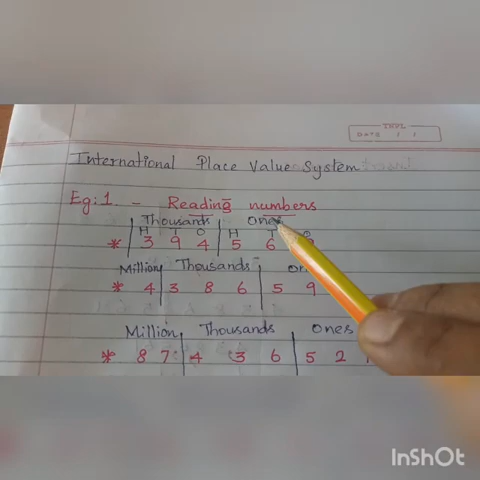 INFL
DATE / /
International Place Value System
Eg:1 - Reading numbers
Thousands Ones
H T O H T O
* 3 9 4 5 6
Million Thousands
* 4 3 8 6 5 9
Million Thousands Ones
* 8 7 4 3 6 5 2
InShOt